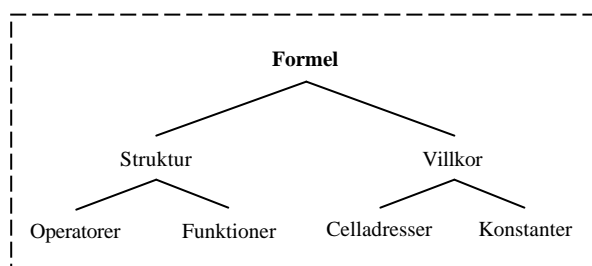 Formel
Struktur Villkor
Operatorer Funktioner Celladresser Konstanter